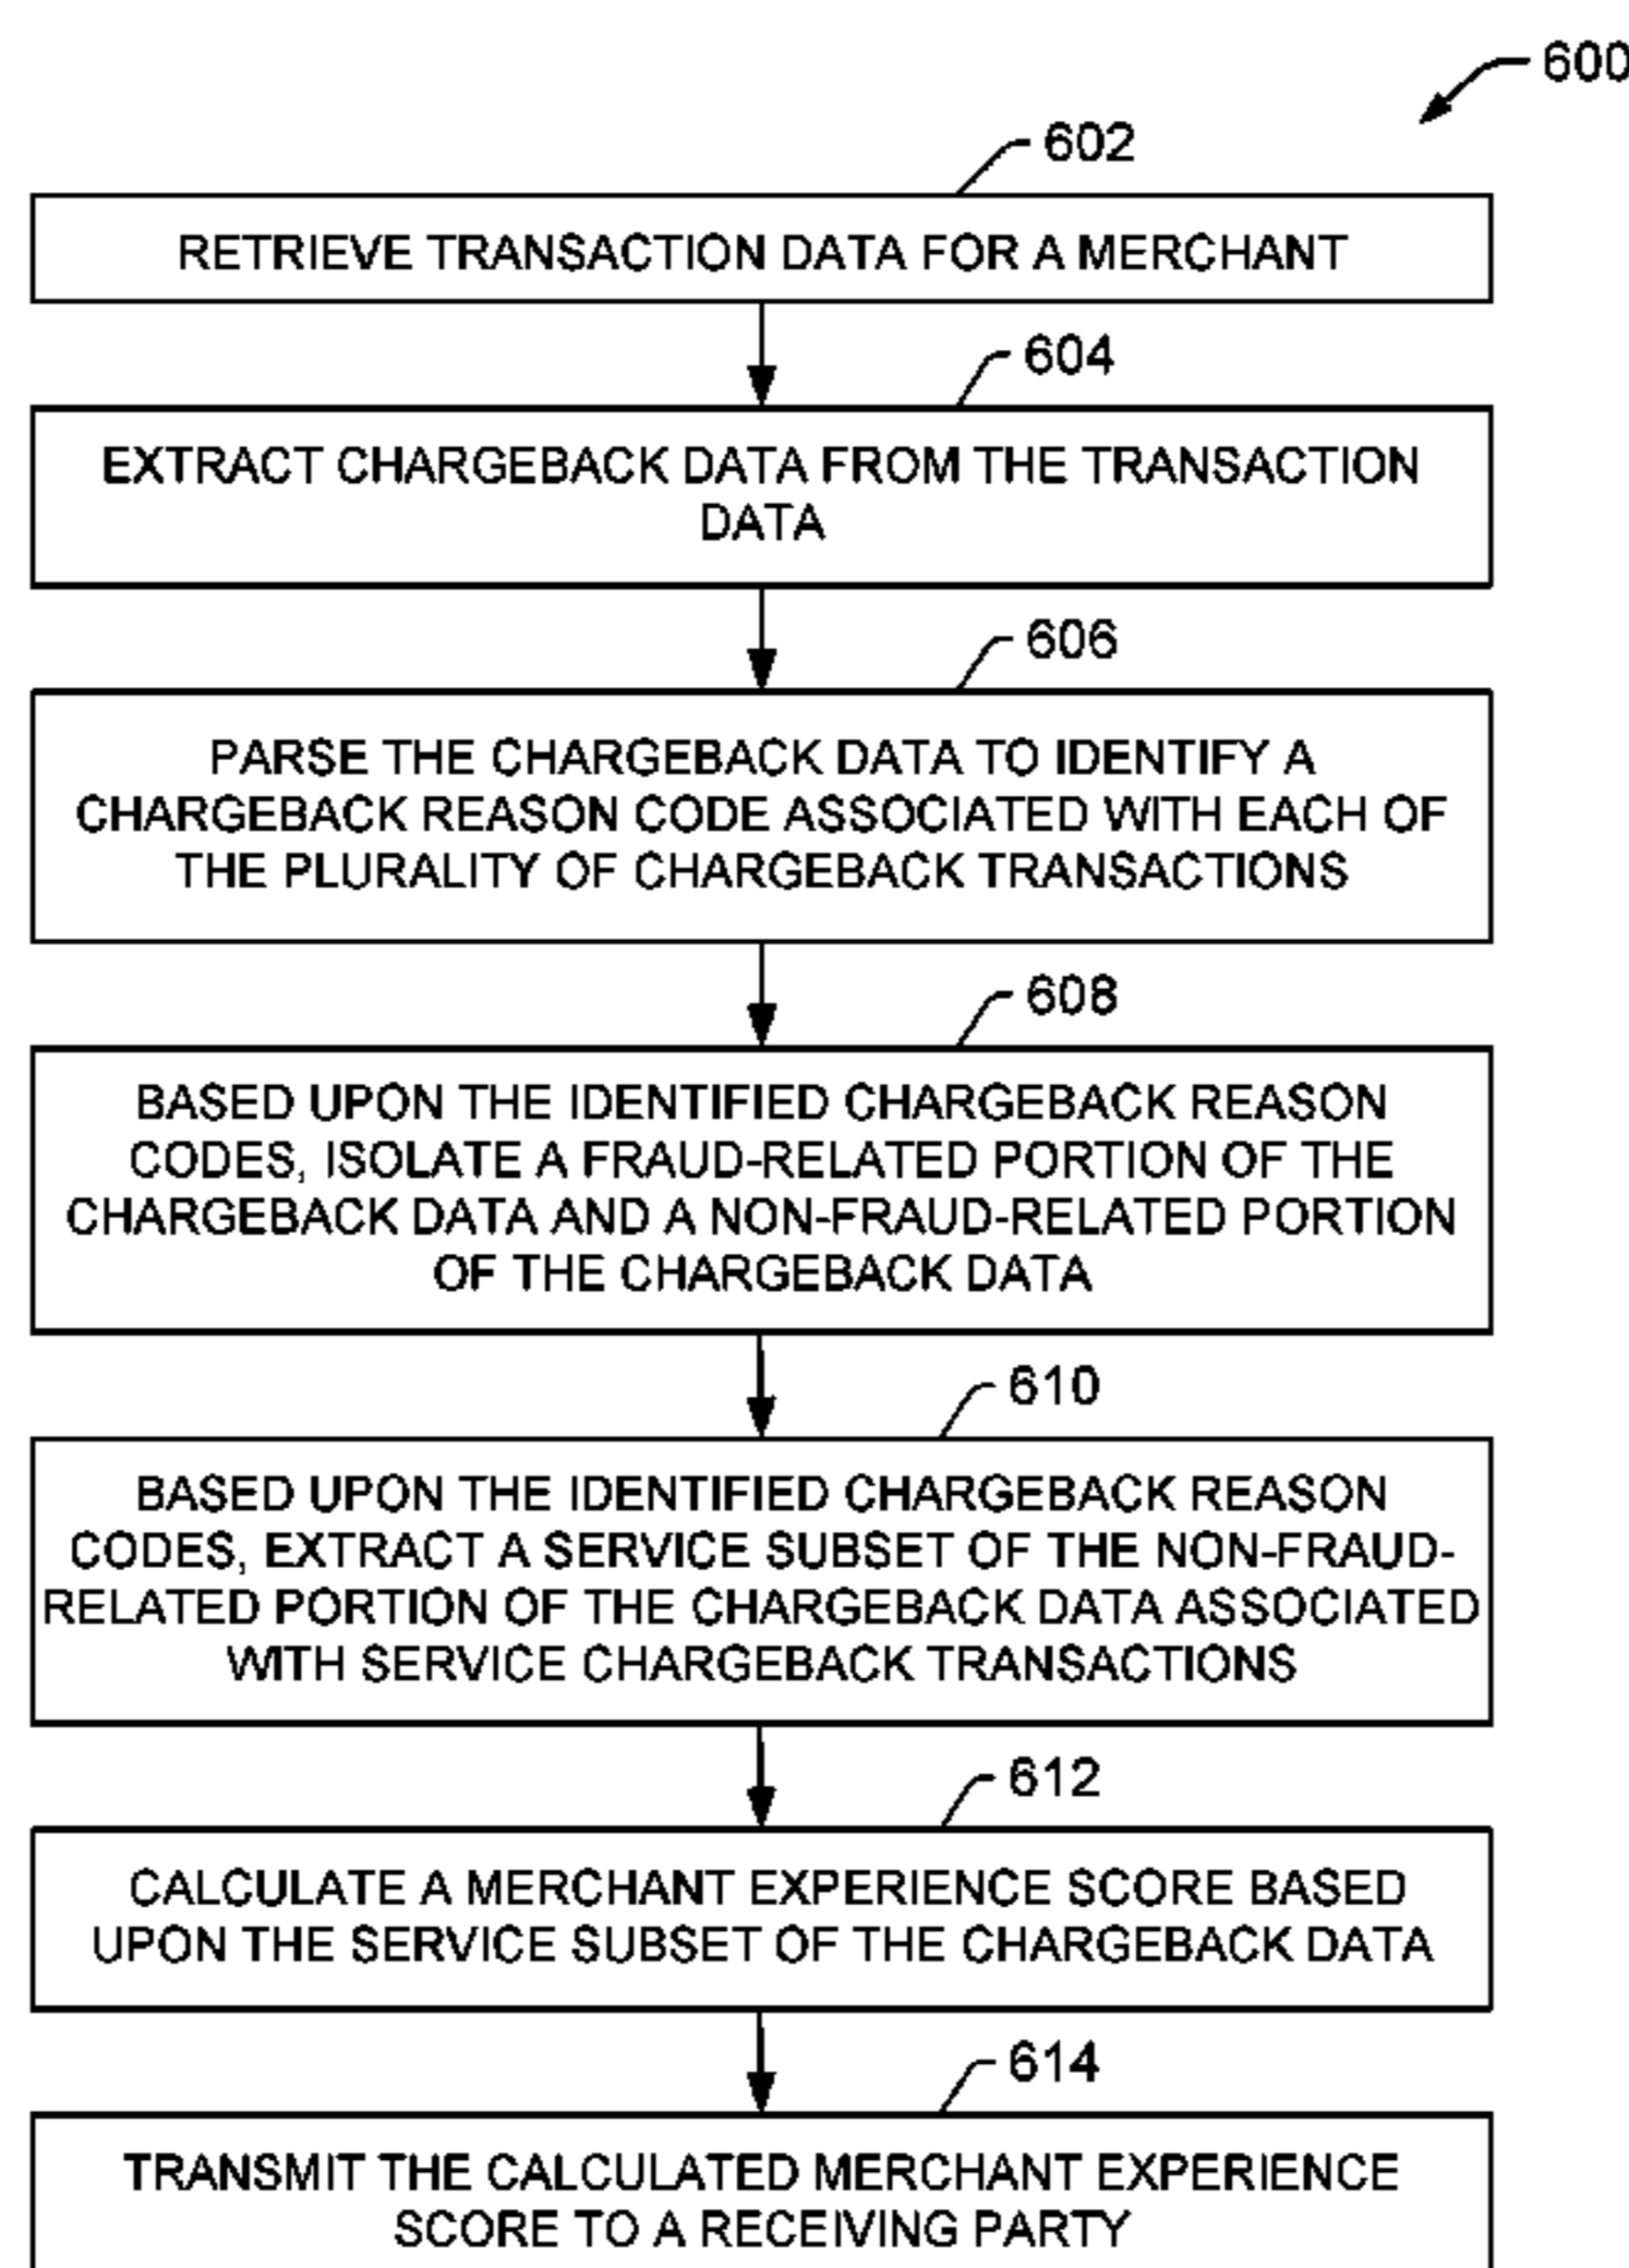 600
602
RETRIEVE TRANSACTION DATA FOR A MERCHANT
604
EXTRACT CHARGEBACK DATA FROM THE TRANSACTION
DATA
606
PARSE THE CHARGEBACK DATA TO IDENTIFY A
CHARGEBACK REASON CODE ASSOCIATED WITH EACH OF
THE PLURALITY OF CHARGEBACK TRANSACTIONS
608
BASED UPON THE IDENTIFIED CHARGEBACK REASON
CODES, ISOLATE A FRAUD-RELATED PORTION OF THE
CHARGEBACK DATA AND A NON-FRAUD-RELATED PORTION
OF THE CHARGEBACK DATA
610
BASED UPON THE IDENTIFIED CHARGEBACK REASON
CODES, EXTRACT A SERVICE SUBSET OF THE NON-FRAUD-
RELATED PORTION OF THE CHARGEBACK DATA ASSOCIATED
WITH SERVICE CHARGEBACK TRANSACTIONS
612
CALCULATE A MERCHANT EXPERIENCE SCORE BASED
UPON THE SERVICE SUBSET OF THE CHARGEBACK DATA
614
TRANSMIT THE CALCULATED MERCHANT EXPERIENCE
SCORE TO A RECEIVING PARTY